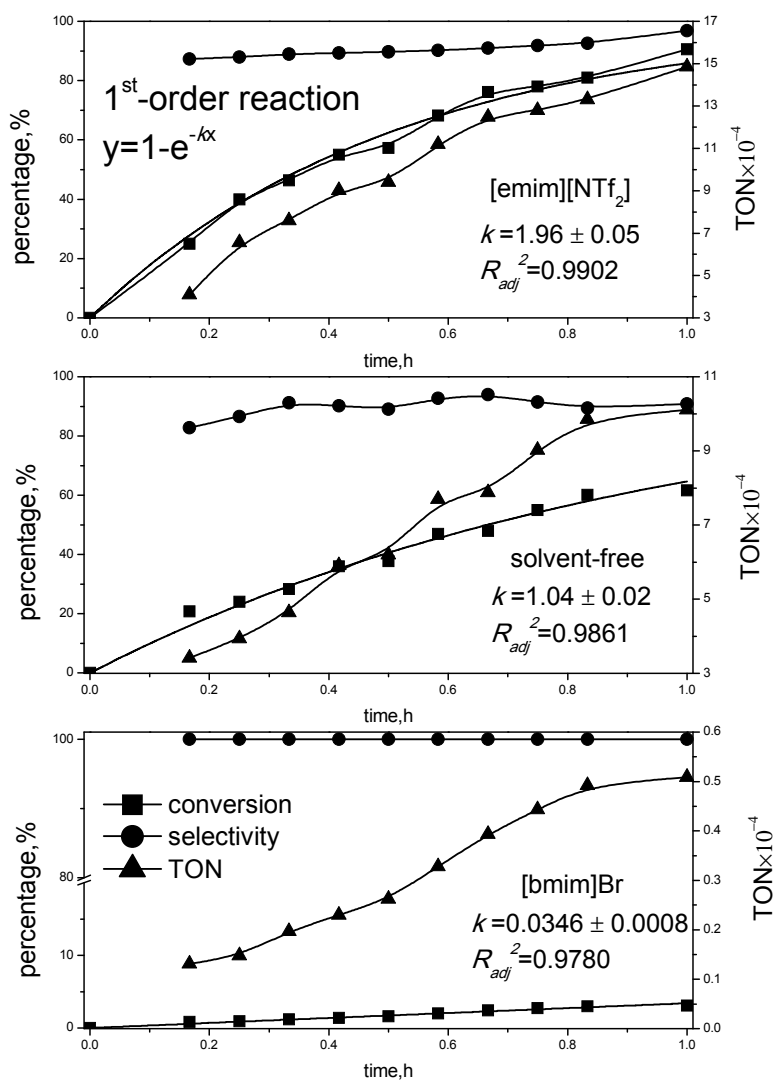 100
80
60
40
20
0
percentage,%
1st-order reaction
y=1-e-kx
[emim][NTf2]
k=1.96 ± 0.05
Radj2=0.9902
17
15
13
11
9
7
5
3
TON×10−4
0.0 0.2 0.4 0.6 0.8 1.0
time,h
100
80
60
40
20
0
percentage,%
solvent-free
k=1.04 ± 0.02
Radj2=0.9861
11
9
7
5
3
TON×10−4
0.0 0.2 0.4 0.6 0.8 1.0
time,h
100
80
10
0
percentage,%
conversion
selectivity
TON
[bmim]Br
k=0.0346 ± 0.0008
Radj2=0.9780
0.6
0.5
0.4
0.3
0.2
0.1
0.0
TON×10−4
0.0 0.2 0.4 0.6 0.8 1.0
time,h